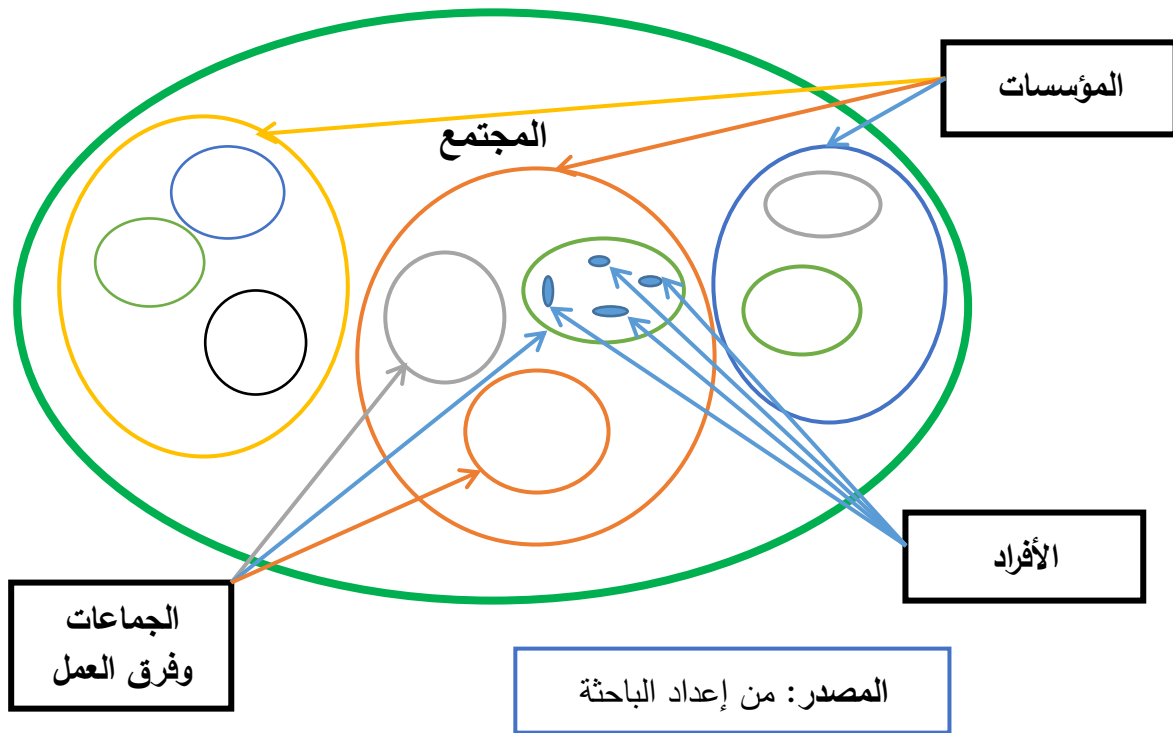 المؤسسات
المجتمع
الأفراد
الجماعات
وفرق العمل
المصدر: من إعداد الباحثة